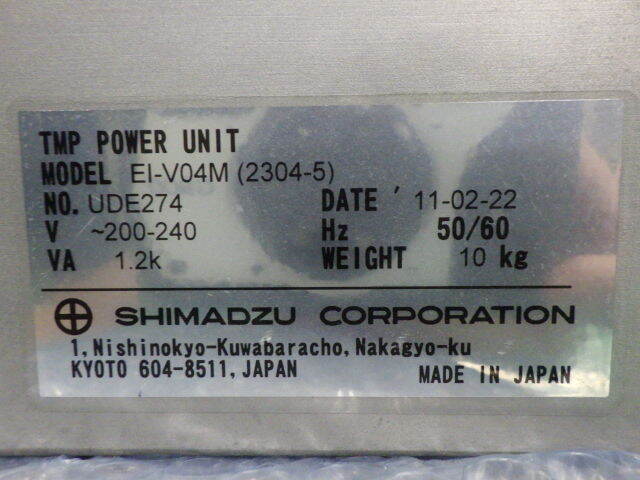 TMP POWER UNIT
MODEL EI-V04M (2304-5)
NO. UDE274 DATE ' 11-02-22
V ~200-240 Hz 50/60
VA 1.2k WEIGHT 10 kg
SHIMADZU CORPORATION
1, Nishinokyo-Kuwabaracho, Nakagyo-ku
KYOTO 604-8511, JAPAN MADE IN JAPAN